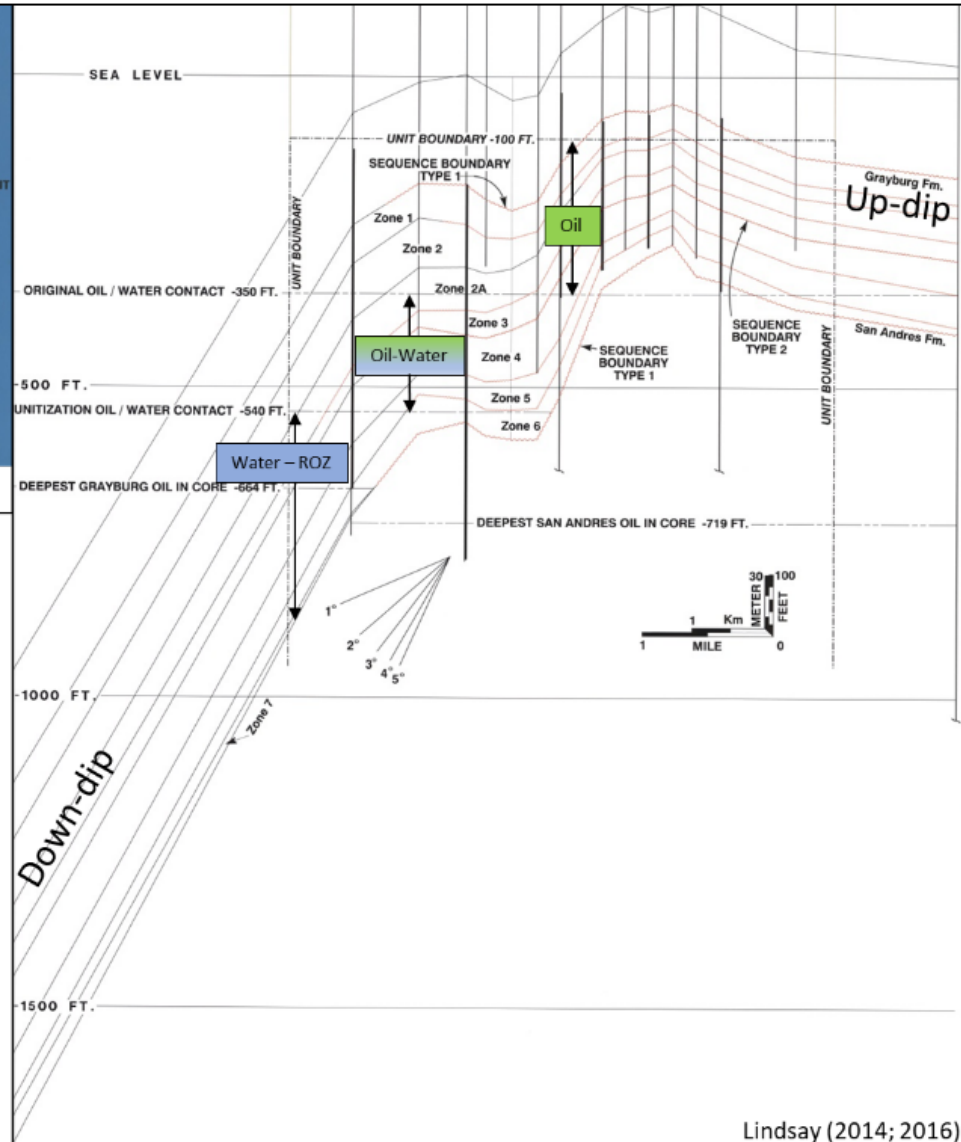 SEA LEVEL
UNIT BOUNDARY -100 FT.
SEQUENCE BOUNDARY
TYPE 1
Grayburg Fm.
Up-dip
UNIT BOUNDARY
Zone 1
Oil
Zone 2
ORIGINAL OIL / WATER CONTACT -350 FT.
Zone 2A
Zone 3
SEQUENCE BOUNDARY
TYPE 2
San Andres Fm.
Oil-Water
Zone 4
SEQUENCE
BOUNDARY
TYPE 1
UNIT BOUNDARY
-500 FT.
Zone 5
UNITIZATION OIL / WATER CONTACT -540 FT.
Zone 6
Water – ROZ
DEEPEST GRAYBURG OIL IN CORE -664 FT.
DEEPEST SAN ANDRES OIL IN CORE -719 FT.
1°
2°
3°
4°
5°
30 100
METER
FEET
1 Km
1 MILE 0
-1000 FT.
Zone 7
Down-dip
-1500 FT.
Lindsay (2014; 2016)